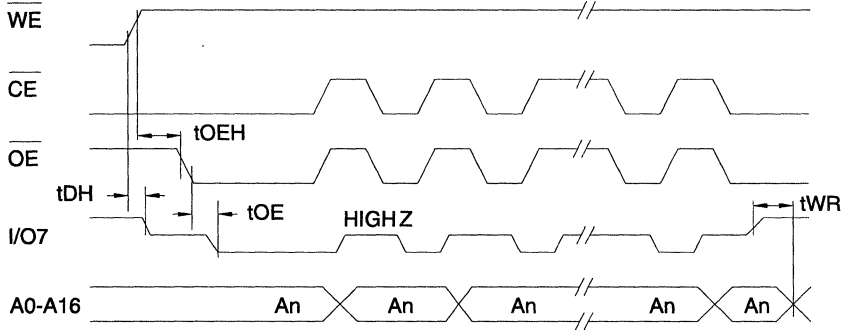 WE
CE
tOEH
OE
tDH
tOE
HIGH Z
tWR
I/O7
A0-A16 An An An An An